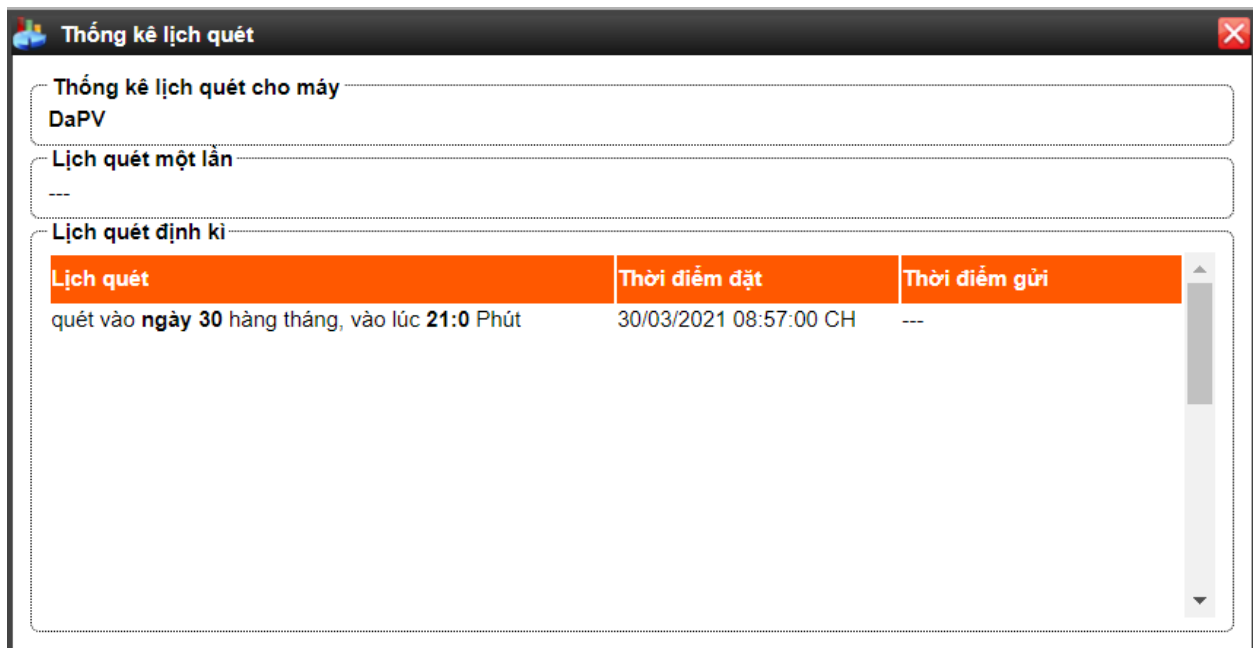 Thống kê lịch quét
Thống kê lịch quét cho máy
DaPV
Lịch quét một lần
---
Lịch quét định kì
Lịch quét Thời điểm đặt Thời điểm gửi
quét vào ngày 30 hàng tháng, vào lúc 21:0 Phút 30/03/2021 08:57:00 CH ---